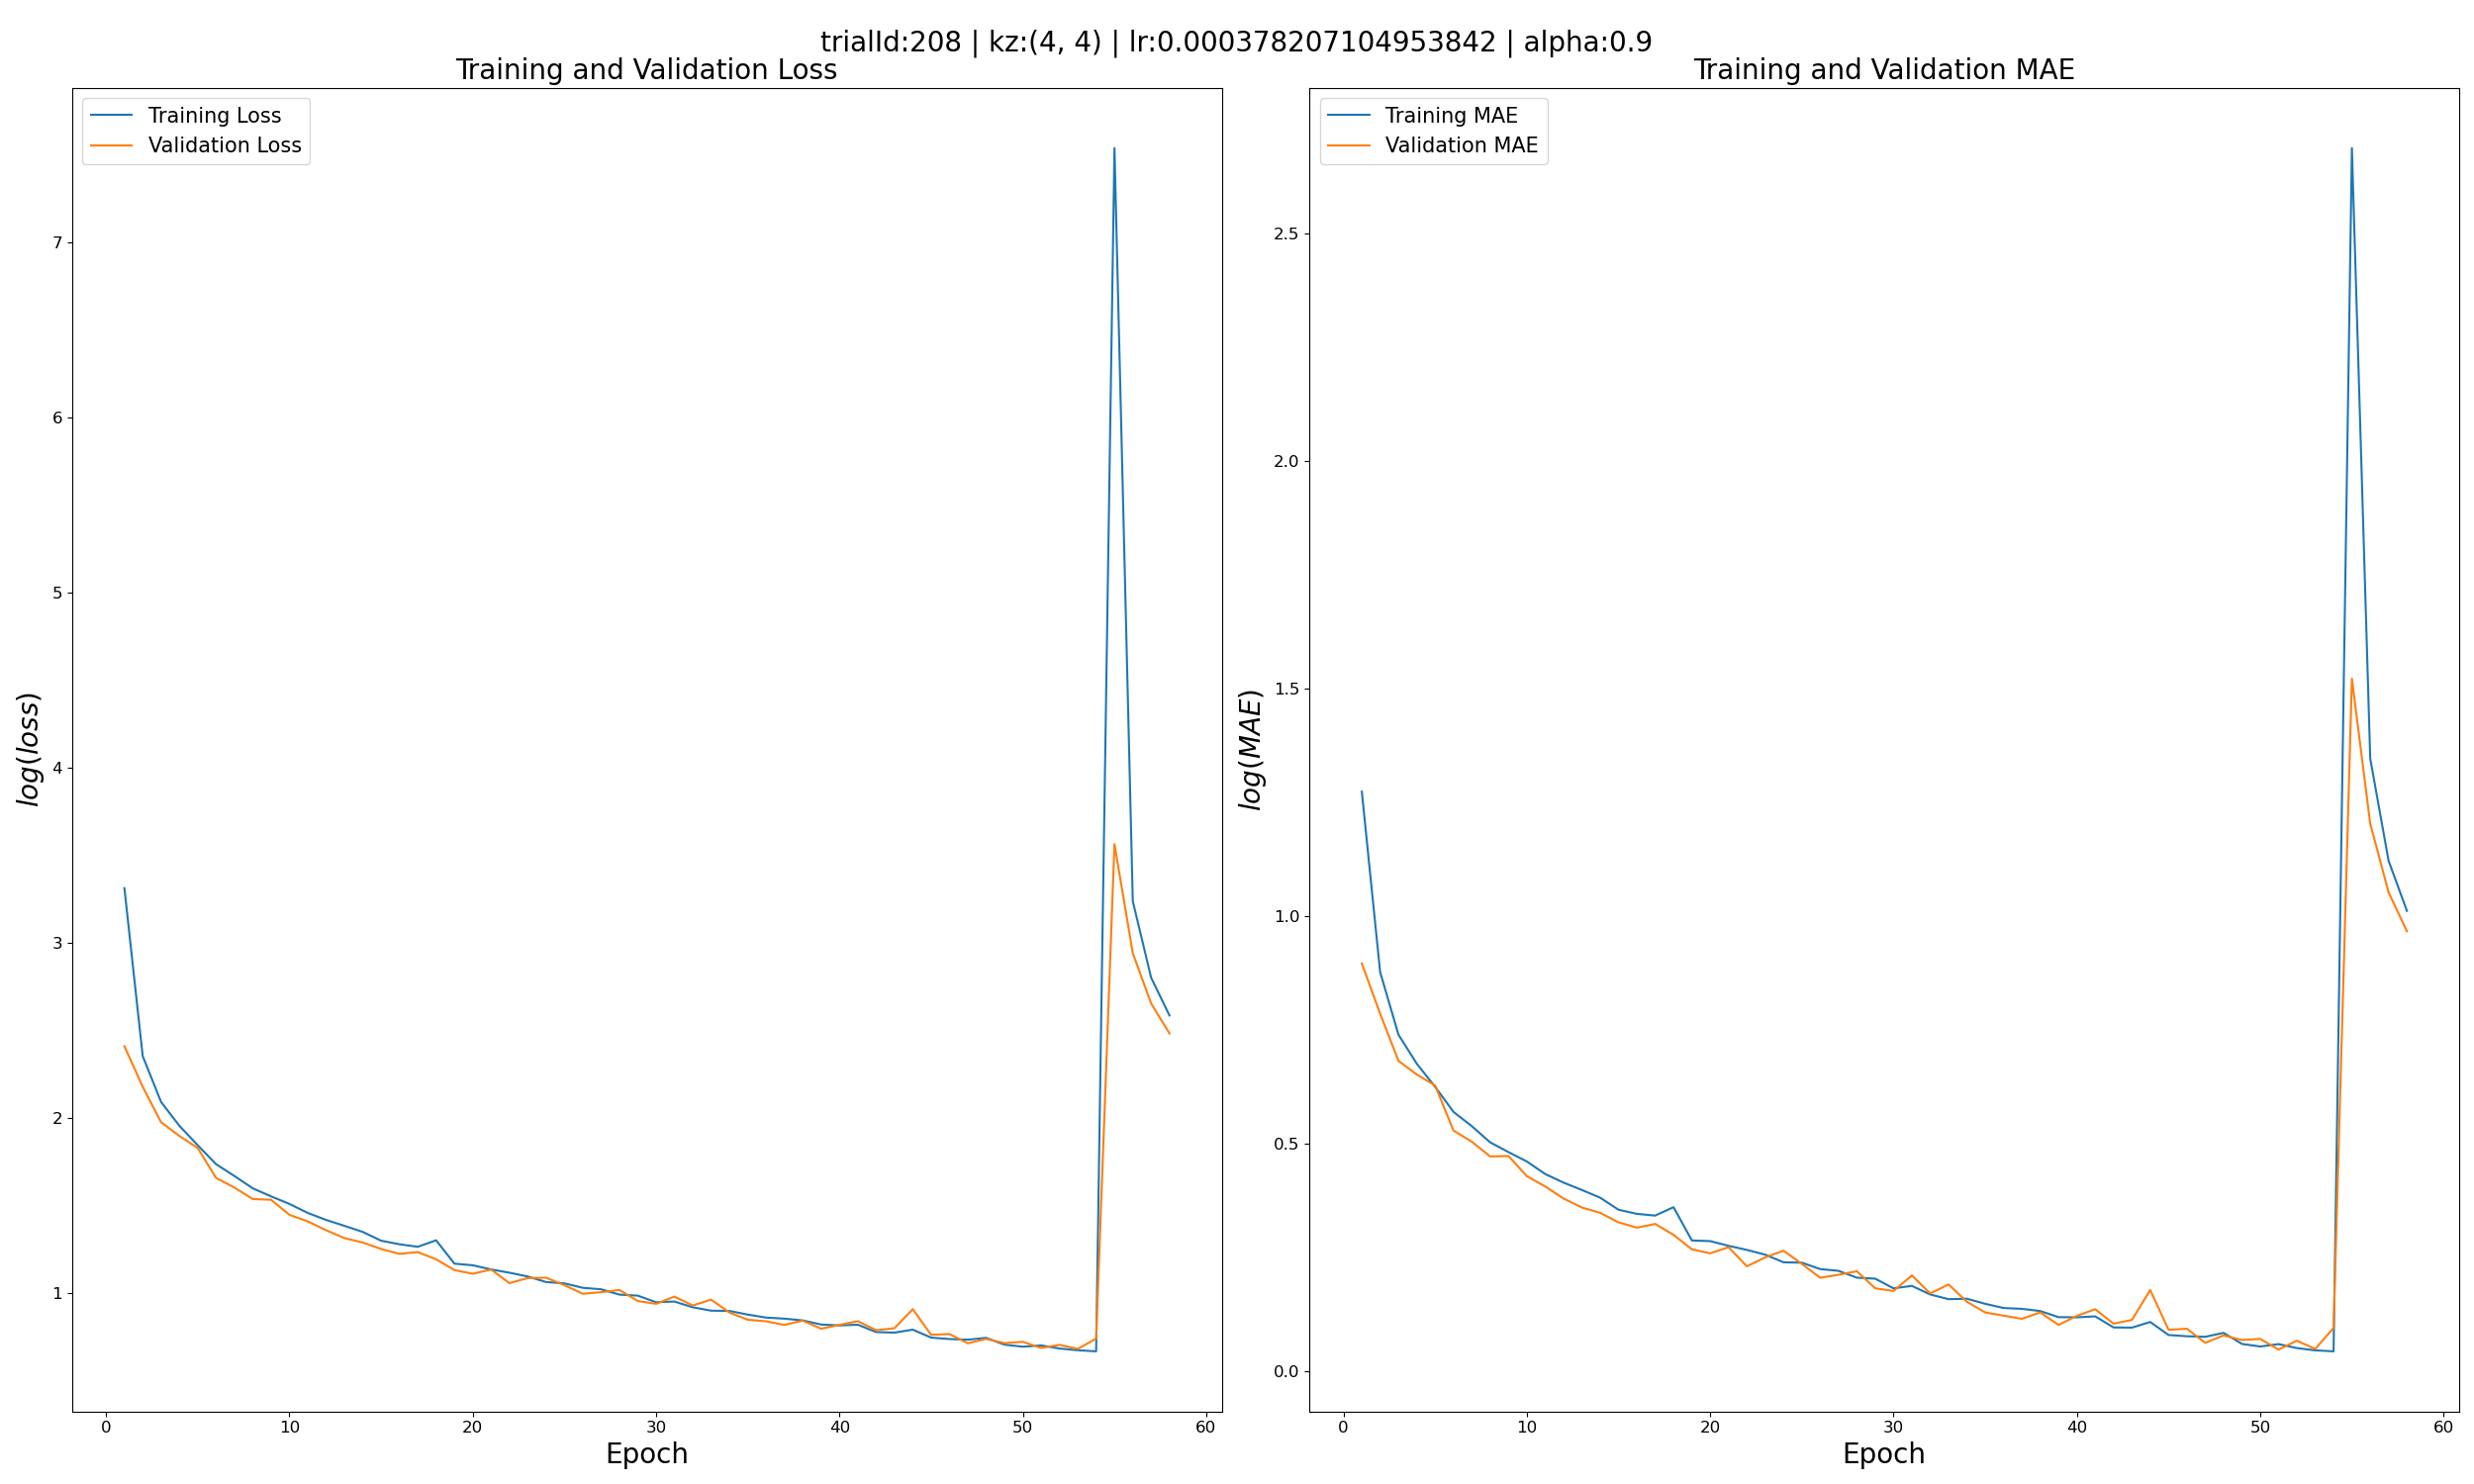 trialId:208 | kz:(4, 4) | lr:0.000378207104953842 | alpha:0.9
Training and Validation Loss
Training Loss
Validation Loss
7
6
5
4
3
2
1
log(loss)
0 10 20 30 40 50 60
Epoch
Training and Validation MAE
Training MAE
Validation MAE
2.5
2.0
1.5
1.0
0.5
0.0
log(MAE)
0 10 20 30 40 50 60
Epoch